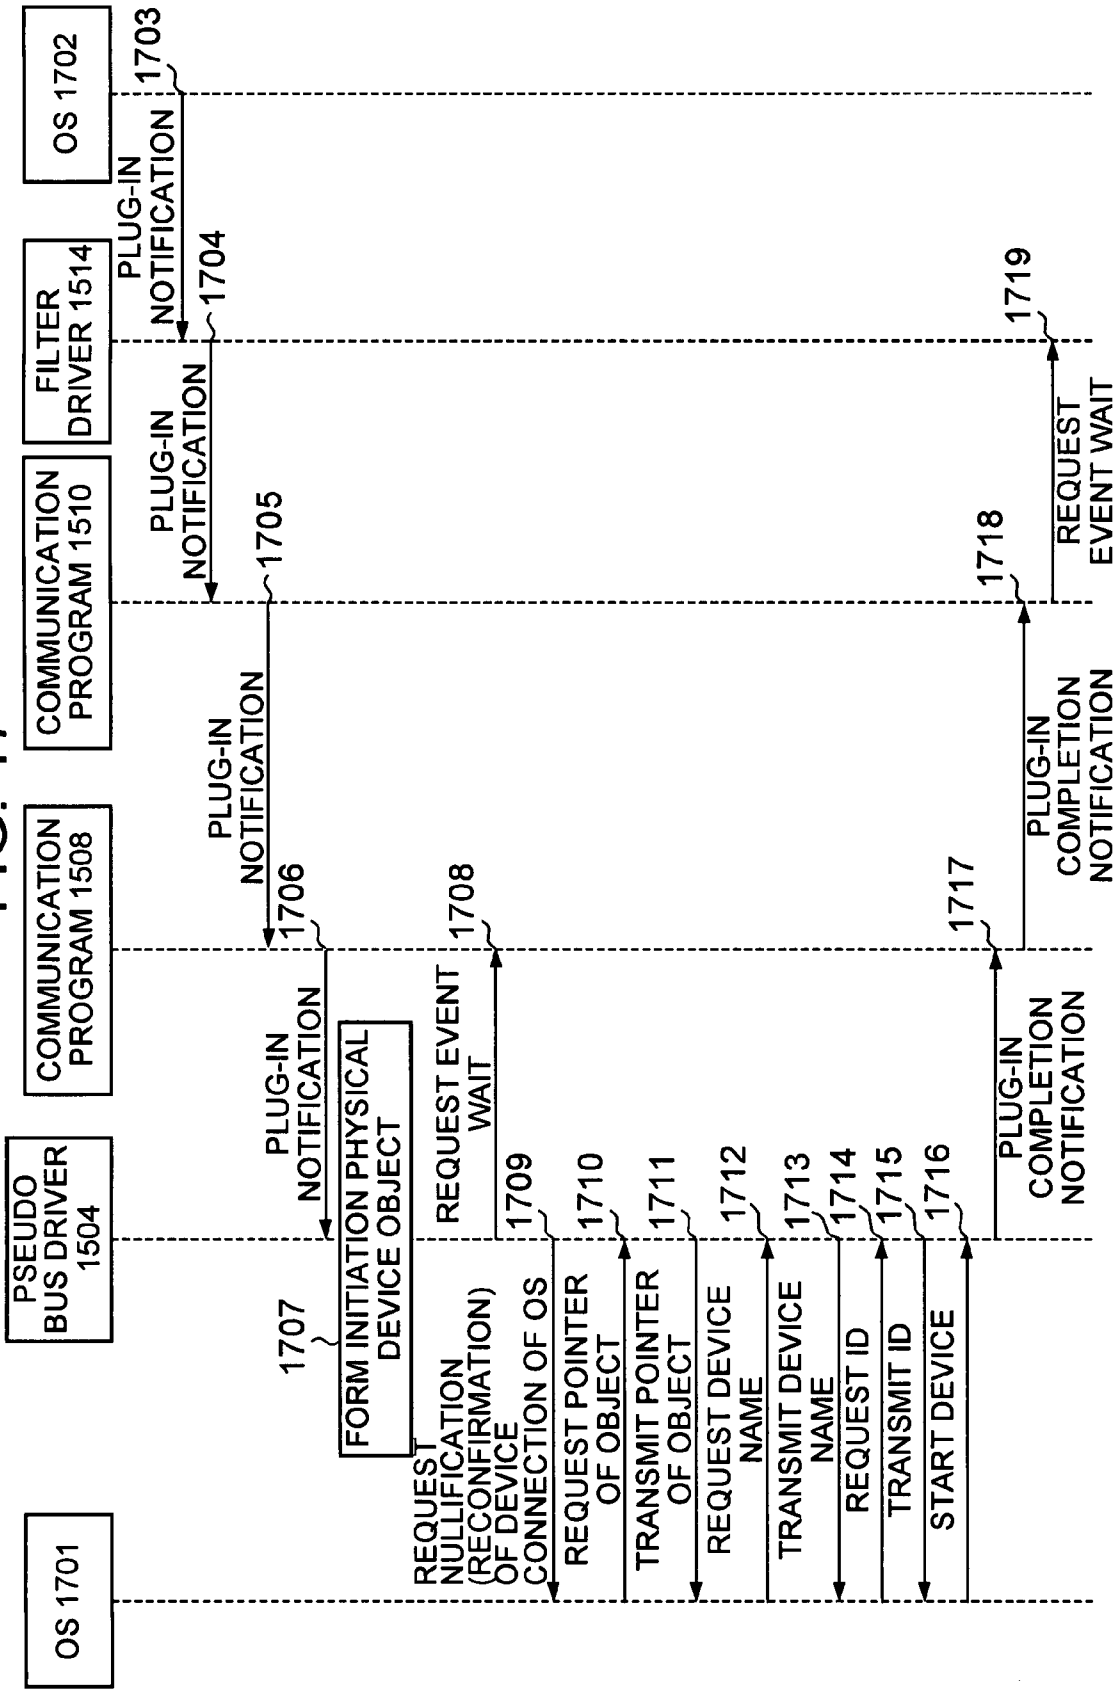 FIG. 17
OS 1701
PSEUDO
BUS DRIVER
1504
COMMUNICATION
PROGRAM 1508
COMMUNICATION
PROGRAM 1510
FILTER
DRIVER 1514
OS 1702
PLUG-IN
NOTIFICATION
1703
PLUG-IN
NOTIFICATION
1704
PLUG-IN
NOTIFICATION
1705
PLUG-IN
NOTIFICATION
1706
1707
FORM INITIATION PHYSICAL
DEVICE OBJECT
REQUEST EVENT
WAIT
1708
REQUEST
NULLIFICATION
(RECONFIRMATION)
OF DEVICE
CONNECTION OF OS
1709
REQUEST POINTER
OF OBJECT
1710
TRANSMIT POINTER
OF OBJECT
1711
REQUEST DEVICE
NAME
1712
TRANSMIT DEVICE
NAME
1713
REQUEST ID
1714
TRANSMIT ID
1715
START DEVICE
1716
PLUG-IN
COMPLETION
NOTIFICATION
1717
PLUG-IN
COMPLETION
NOTIFICATION
1718
REQUEST
EVENT WAIT
1719